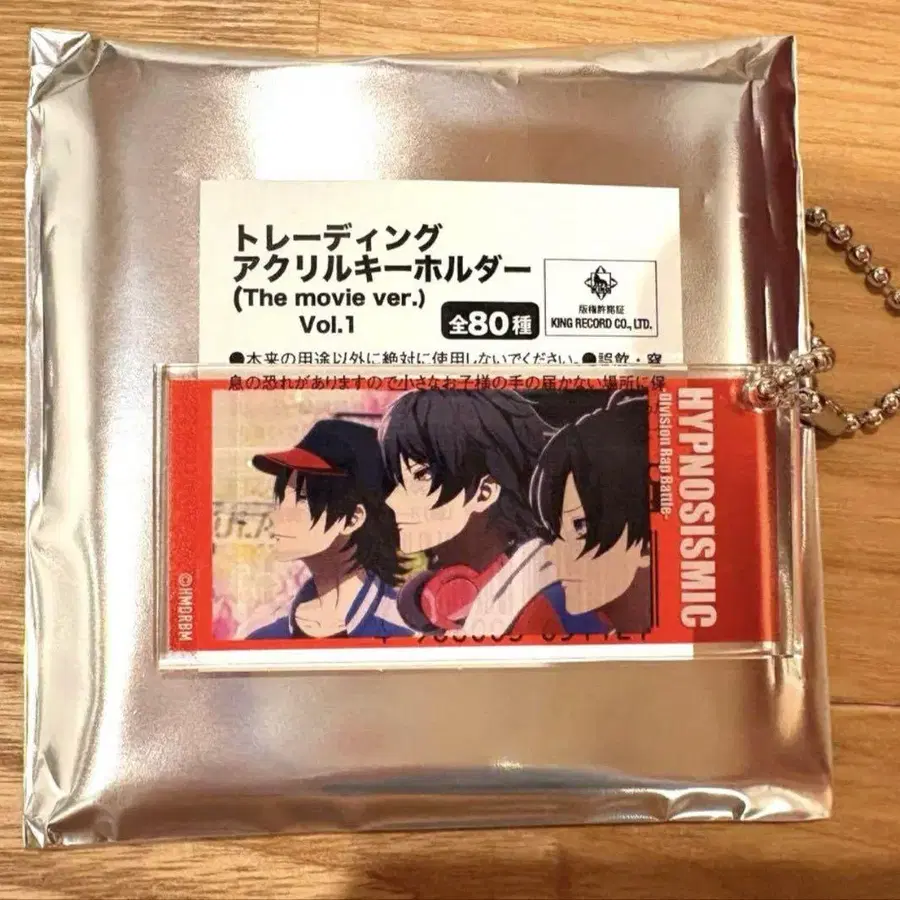 トレーディング
アクリルキーホルダー
(The movie ver.)
Vol.1
全80種
版権許諾証
KING RECORD CO., LTD.
●本来の用途以外に絶対に使用しないでください。●誤飲・窒
息の恐れがありますので小さなお子様の手の届かない場所に保
HYPNOSISMIC
-Division Rap Battle-
©HMDRBM